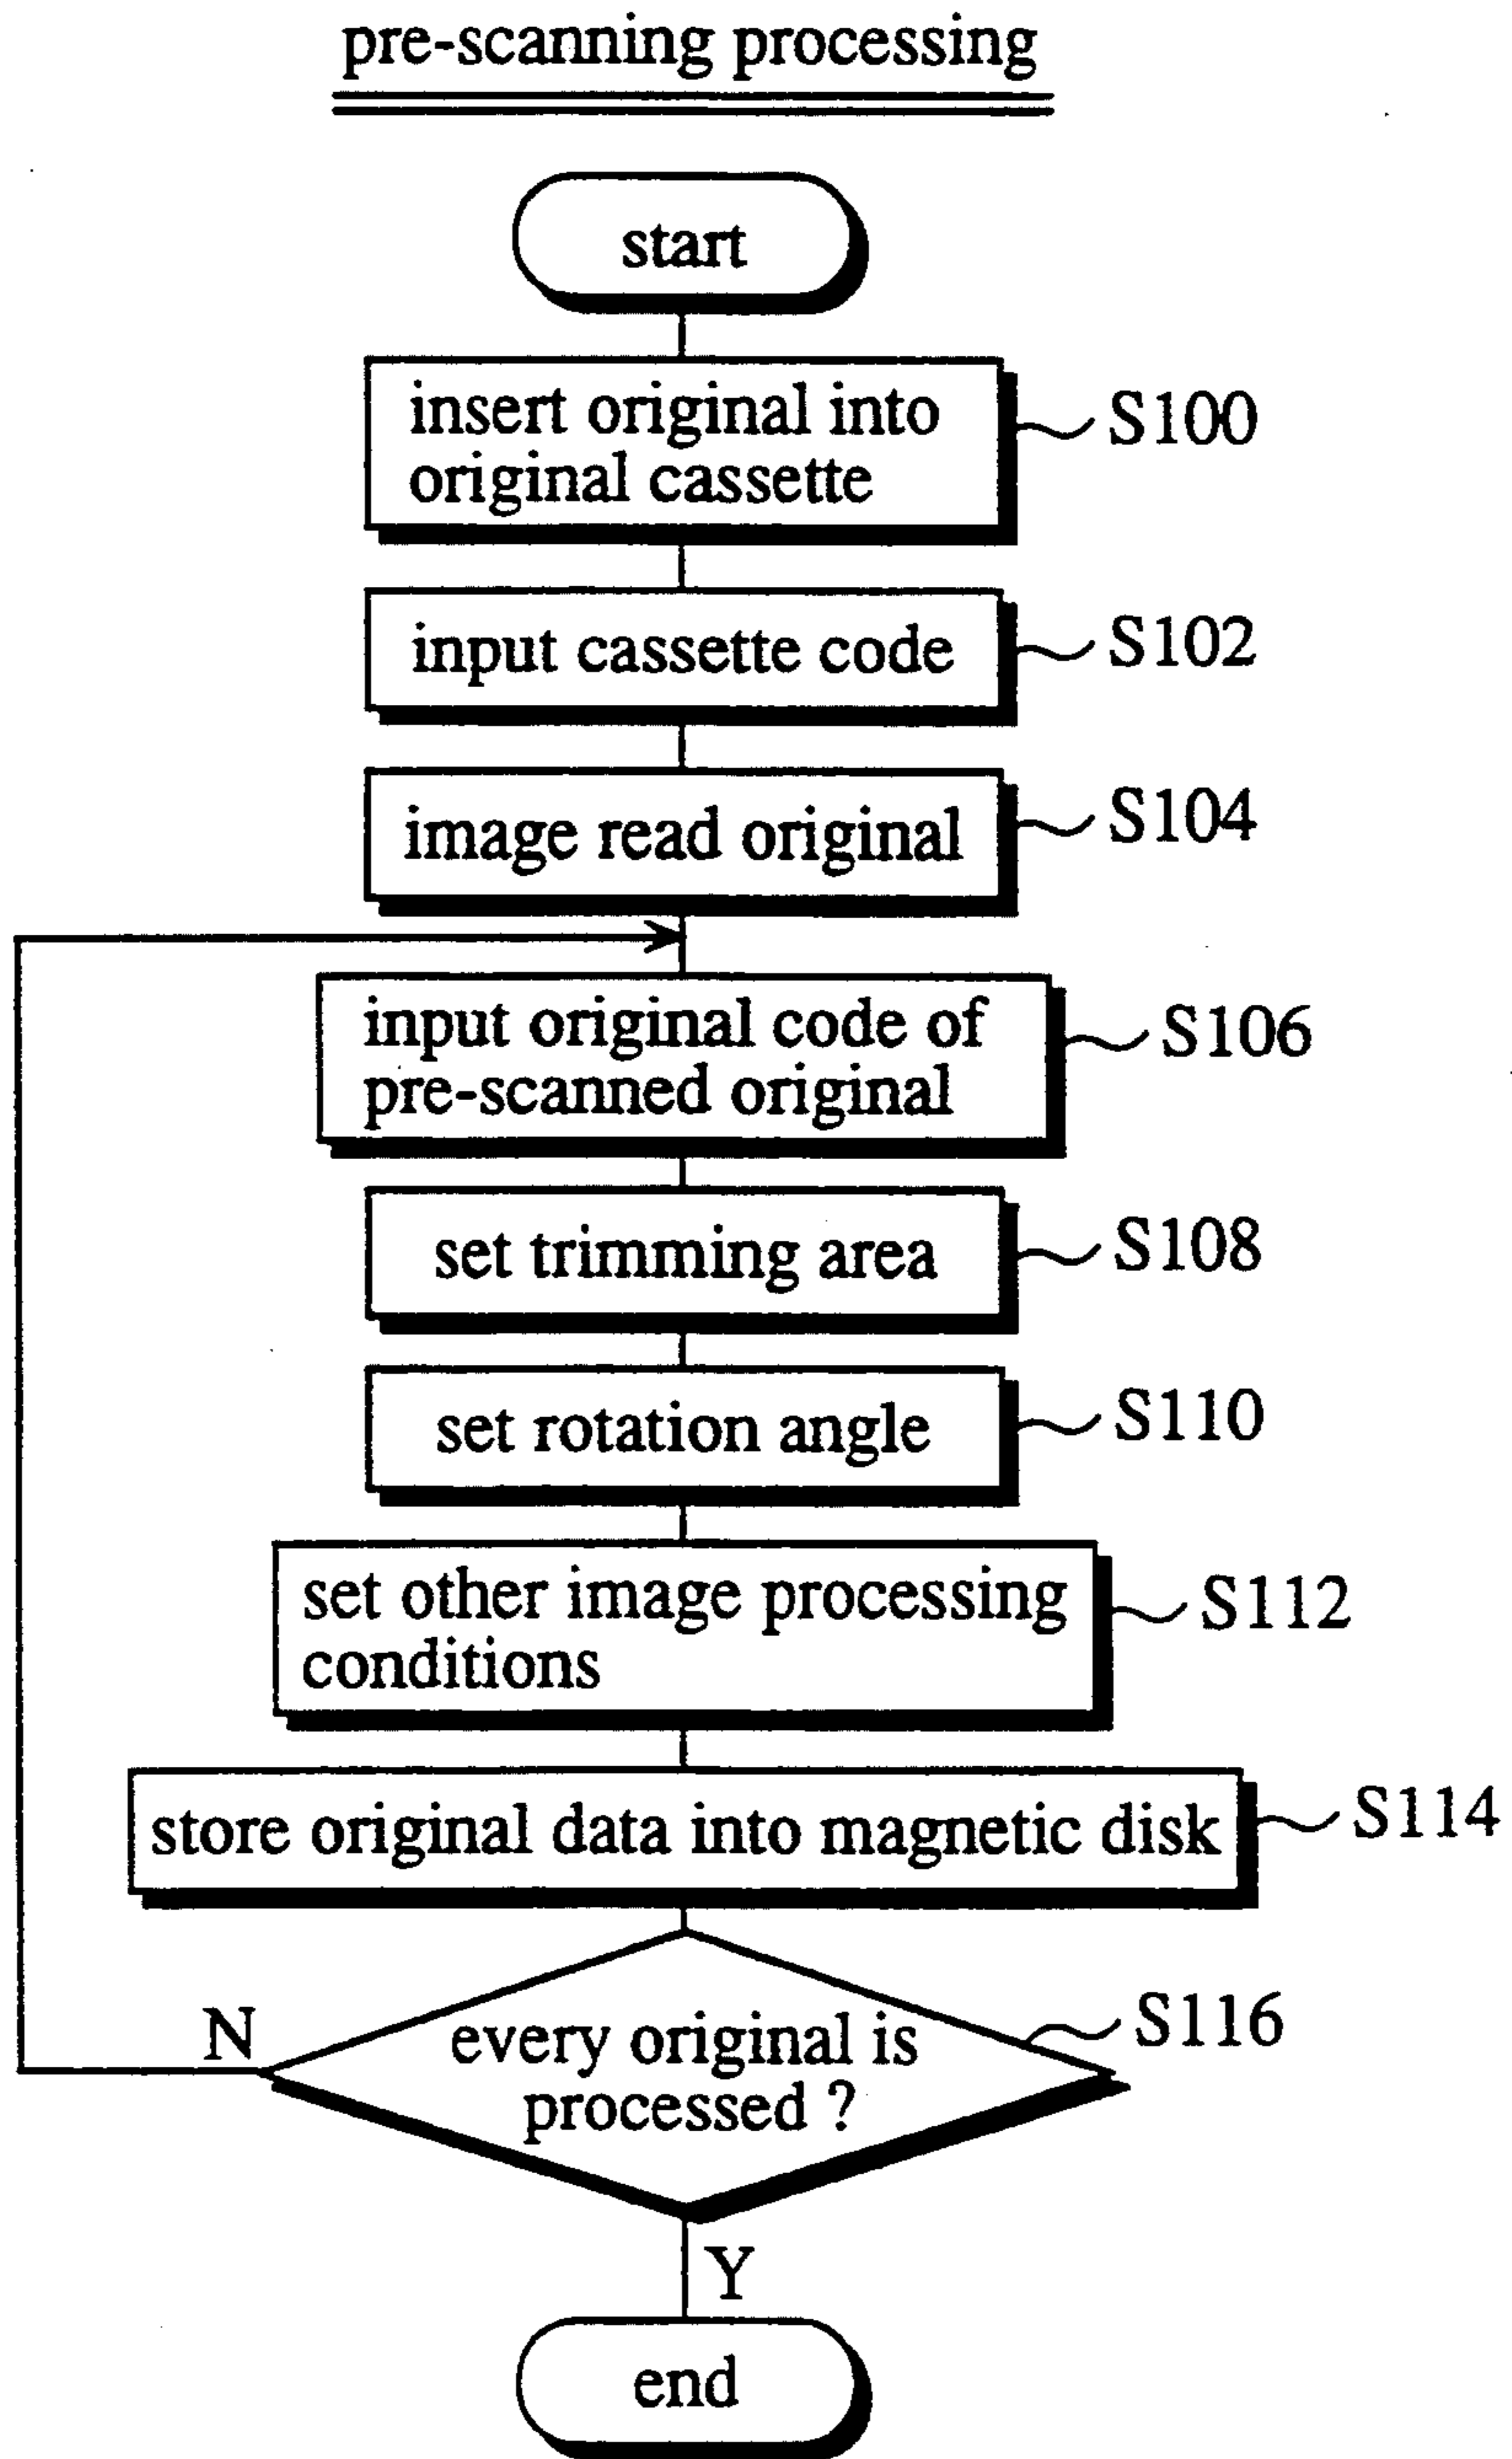 pre-scanning processing
start
insert original into
original cassette
S100
input cassette code
S102
image read original
S104
input original code of
pre-scanned original
S106
set trimming area
S108
set rotation angle
S110
set other image processing
conditions
S112
store original data into magnetic disk
S114
N
every original is
processed ?
S116
Y
end